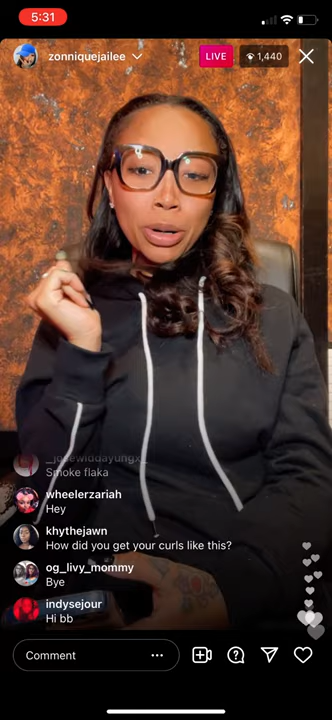 5:31
zonniquejailee
LIVE
1,440
Smoke flaka
wheelerzariah
Hey
khythejawn
How did you get your curls like this?
og_livy_mommy
Bye
indysejour
Hi bb
Comment